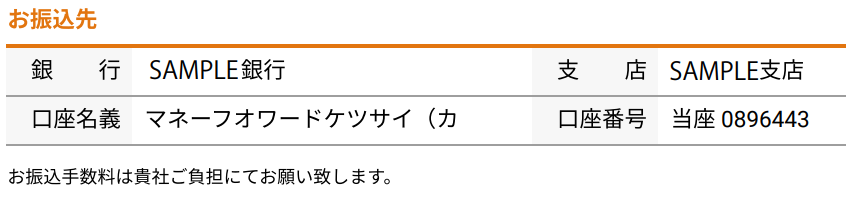 お振込先
銀　　行 SAMPLE銀行 支　　店 SAMPLE支店
口座名義 マネーフオワードケツサイ（カ 口座番号 当座 0896443
お振込手数料は貴社ご負担にてお願い致します。